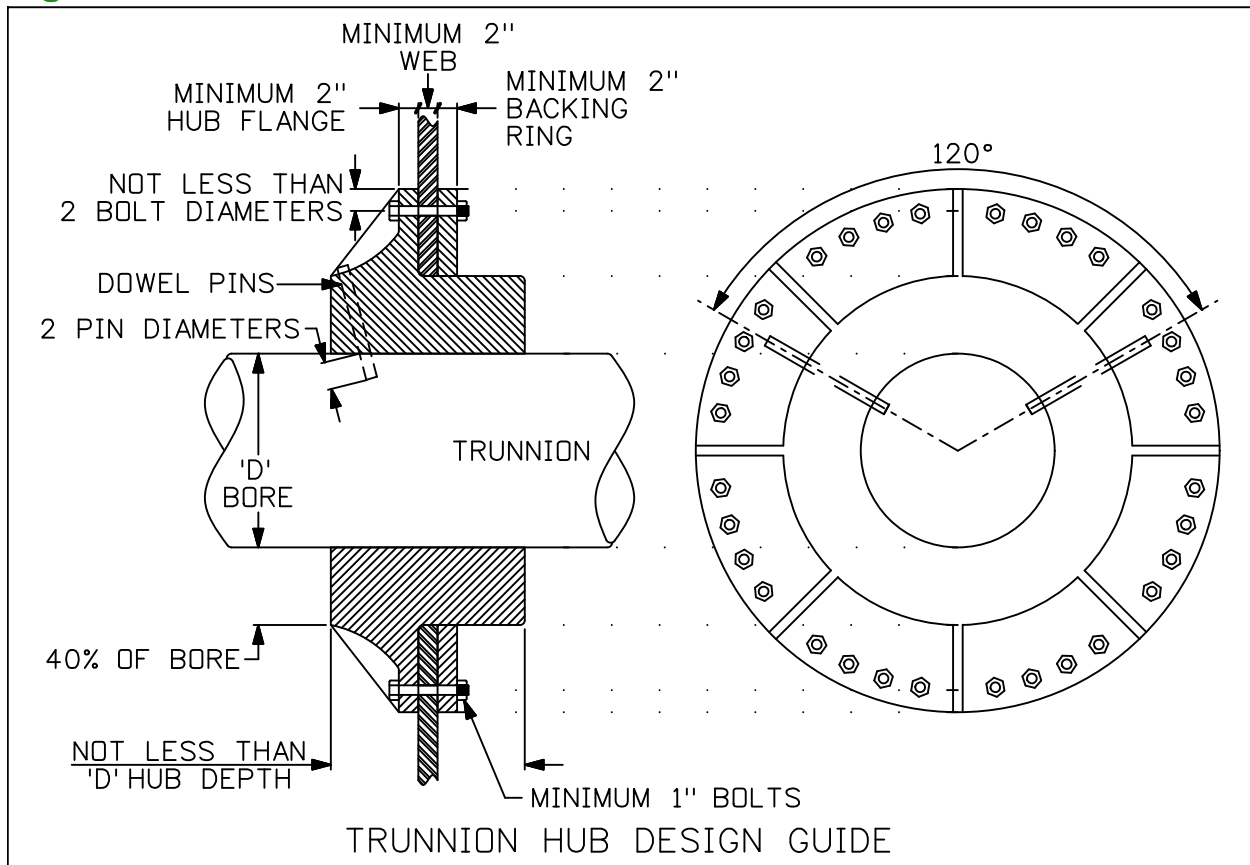 MINIMUM 2"
WEB
MINIMUM 2"
HUB FLANGE
MINIMUM 2"
BACKING
RING
NOT LESS THAN
2 BOLT DIAMETERS
120°
DOWEL PINS
2 PIN DIAMETERS
TRUNNION
'D'
BORE
40% OF BORE
NOT LESS THAN
'D' HUB DEPTH
MINIMUM 1" BOLTS
TRUNNION HUB DESIGN GUIDE